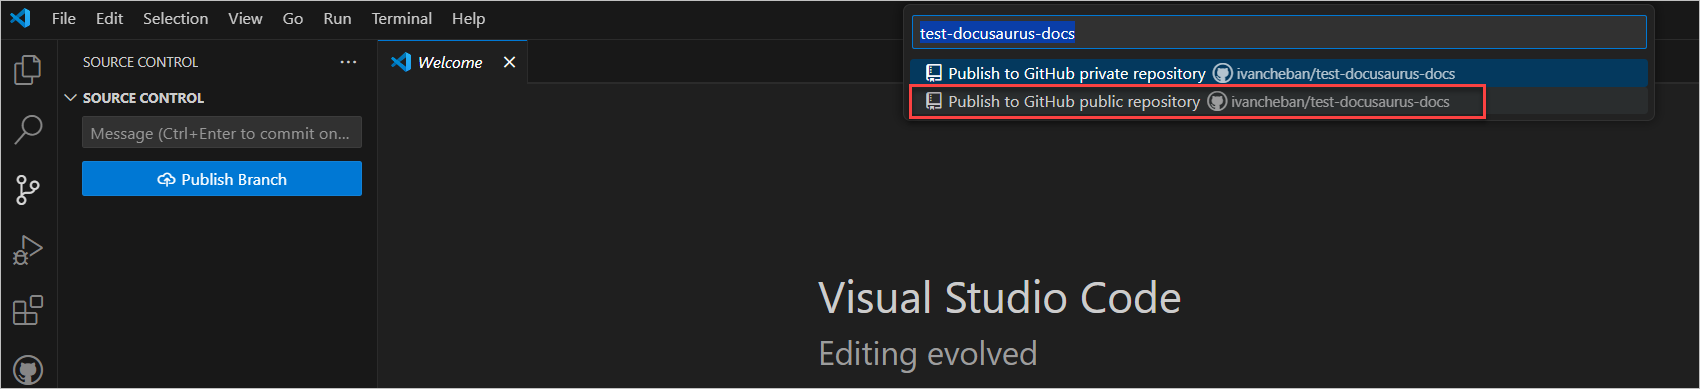 File Edit Selection View Go Run Terminal Help
test-docusaurus-docs
Publish to GitHub private repository ivancheban/test-docusaurus-docs
Publish to GitHub public repository ivancheban/test-docusaurus-docs
SOURCE CONTROL ···
Welcome
SOURCE CONTROL
Message (Ctrl+Enter to commit on...
Publish Branch
Visual Studio Code
Editing evolved